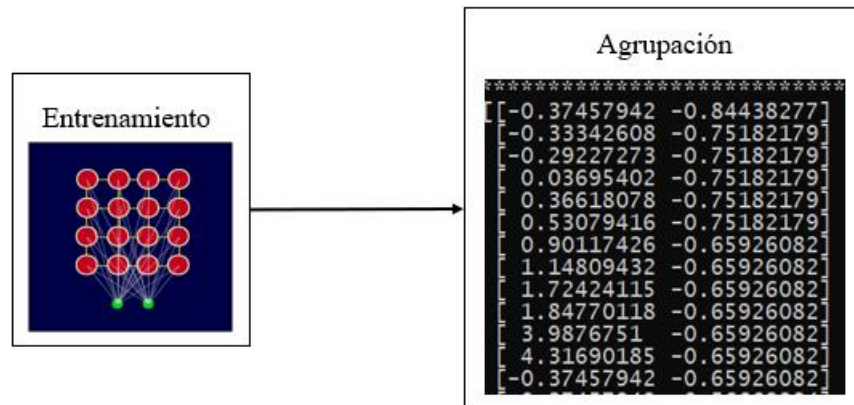 Entrenamiento
Agrupación
************************************
[[-0.37457942 -0.84438277]
[-0.33342608 -0.75182179]
[-0.29227273 -0.75182179]
[ 0.03695402 -0.75182179]
[ 0.36618078 -0.75182179]
[ 0.53079416 -0.75182179]
[ 0.90117426 -0.65926082]
[ 1.14809432 -0.65926082]
[ 1.72424115 -0.65926082]
[ 1.84770118 -0.65926082]
[ 3.9876751 -0.65926082]
[ 4.31690185 -0.65926082]
[-0.37457942 -0.65926082]